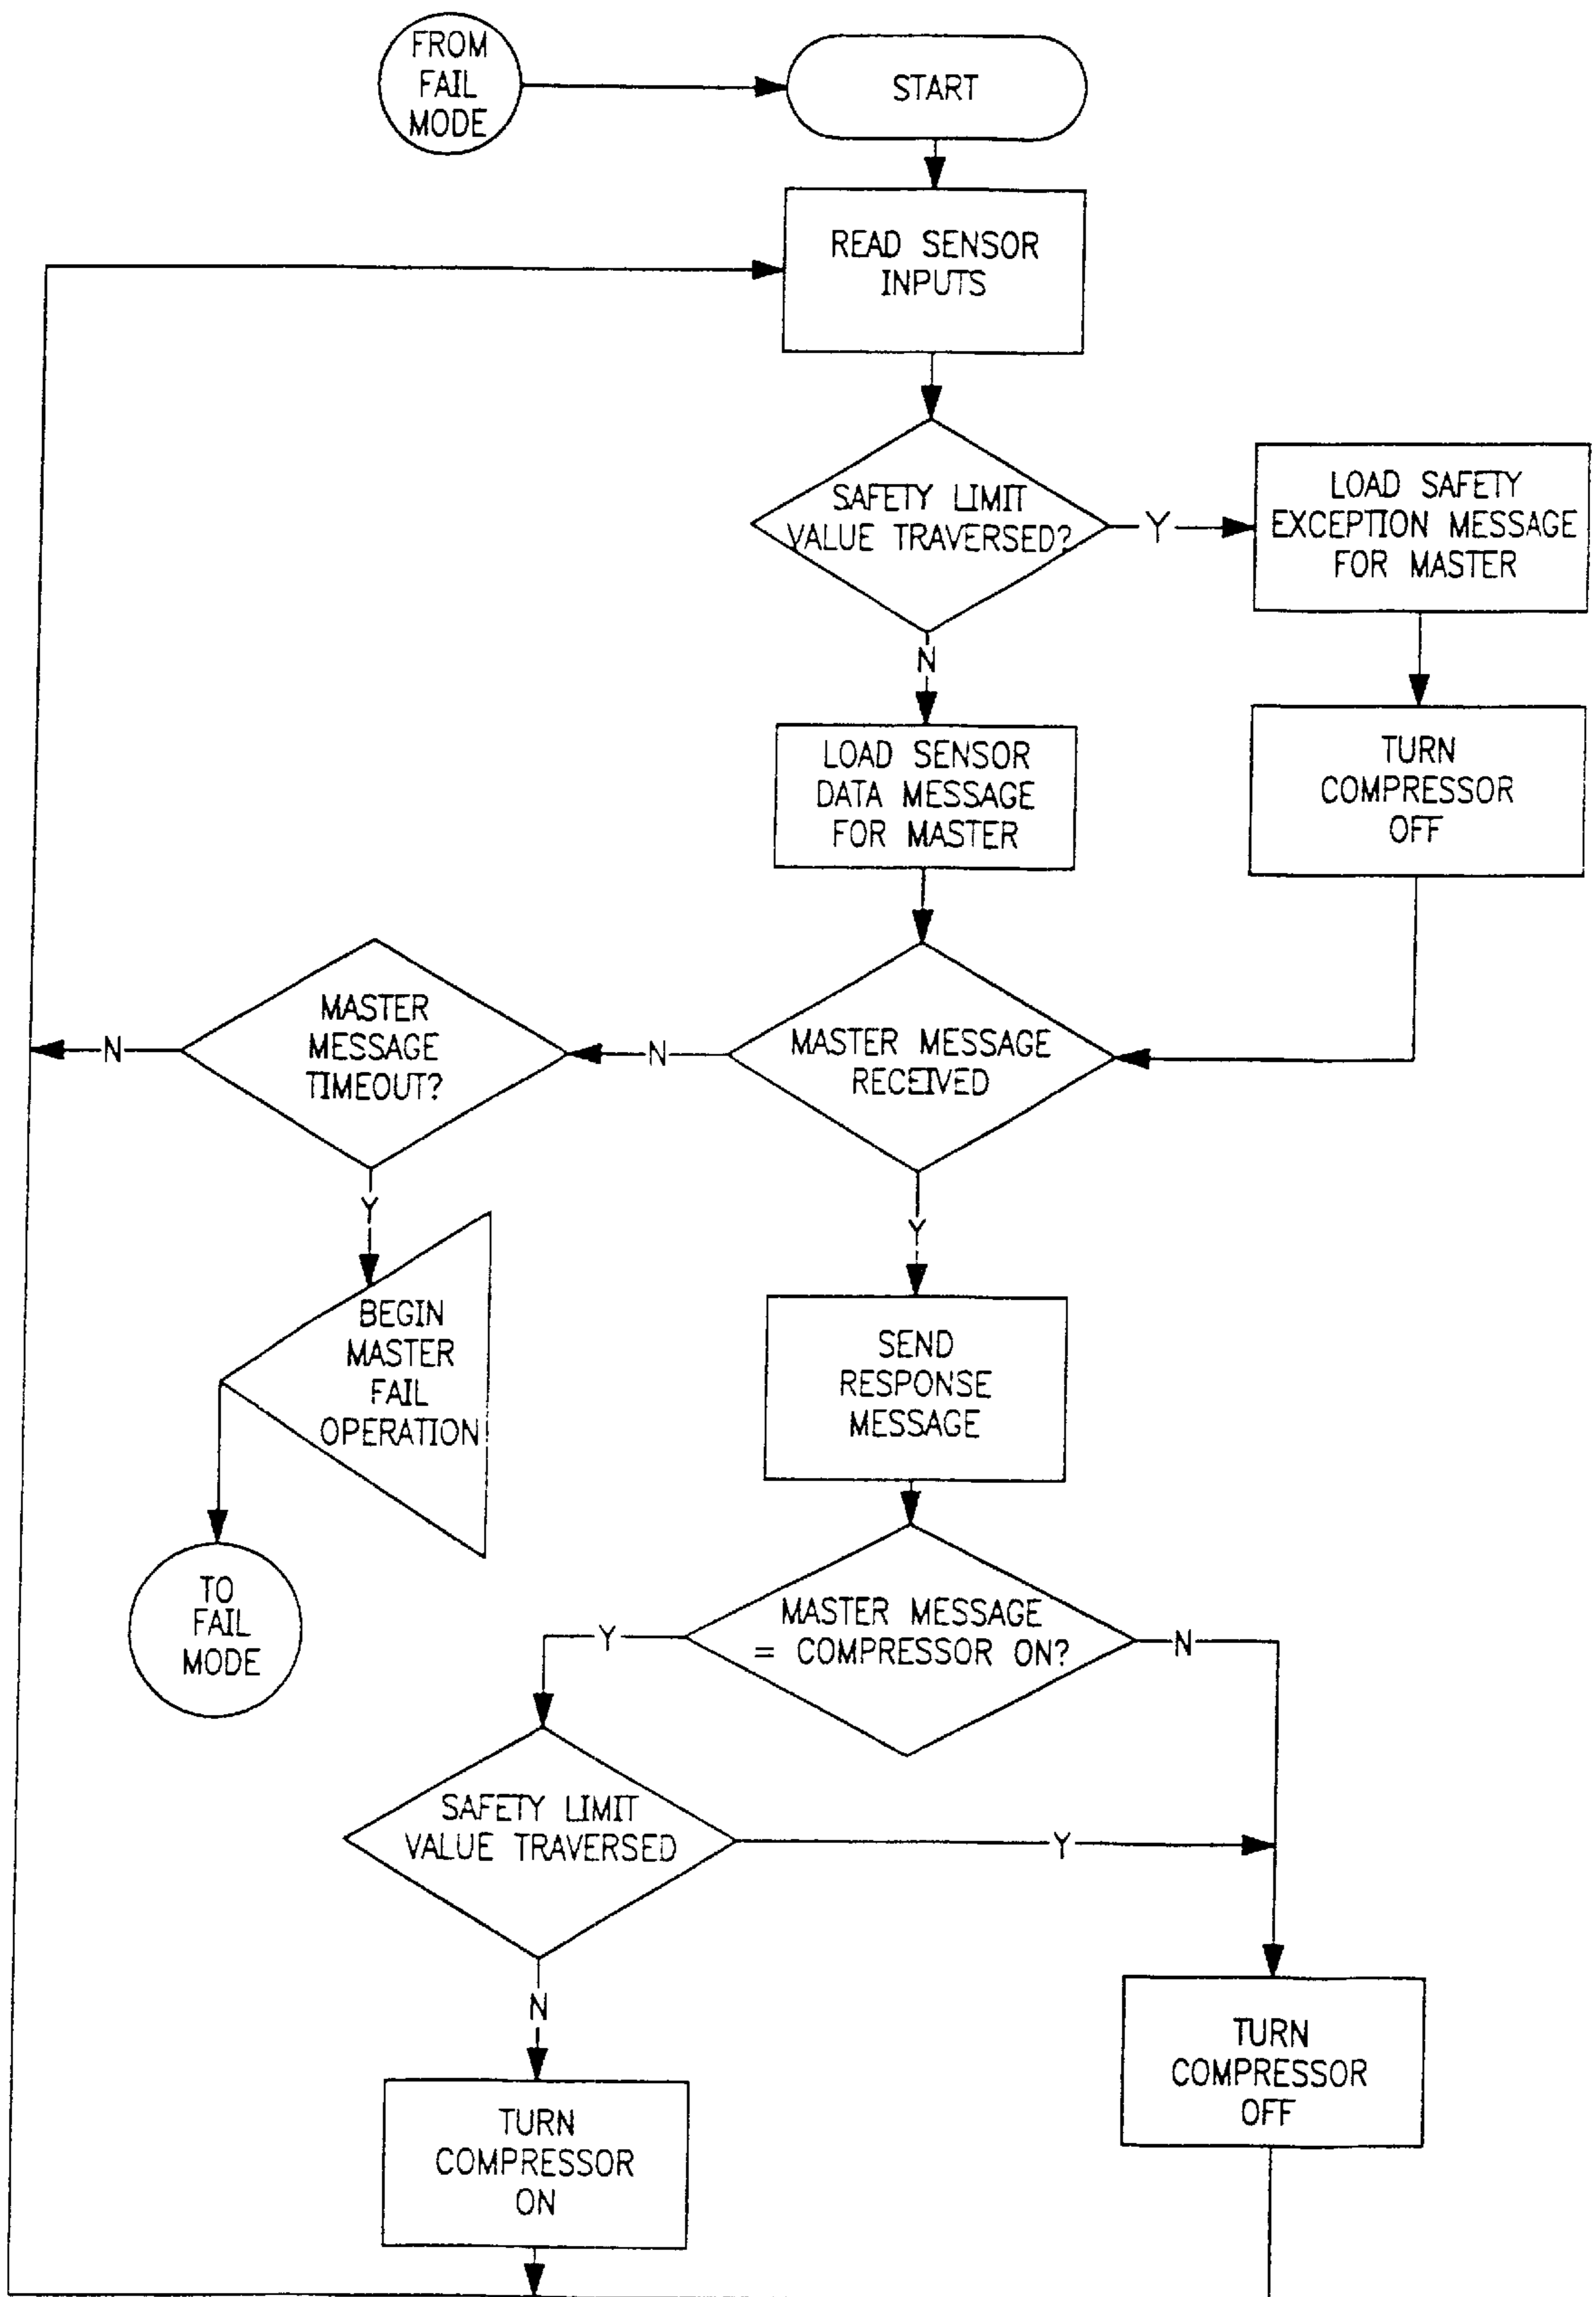 FROM
FAIL
MODE
START
READ SENSOR
INPUTS
SAFETY LIMIT
VALUE TRAVERSED?
Y
LOAD SAFETY
EXCEPTION MESSAGE
FOR MASTER
N
LOAD SENSOR
DATA MESSAGE
FOR MASTER
TURN
COMPRESSOR
OFF
MASTER MESSAGE
RECEIVED
N
MASTER
MESSAGE
TIMEOUT?
N
Y
BEGIN
MASTER
FAIL
OPERATION
TO
FAIL
MODE
Y
SEND
RESPONSE
MESSAGE
MASTER MESSAGE
= COMPRESSOR ON?
Y
N
SAFETY LIMIT
VALUE TRAVERSED
Y
N
TURN
COMPRESSOR
ON
TURN
COMPRESSOR
OFF